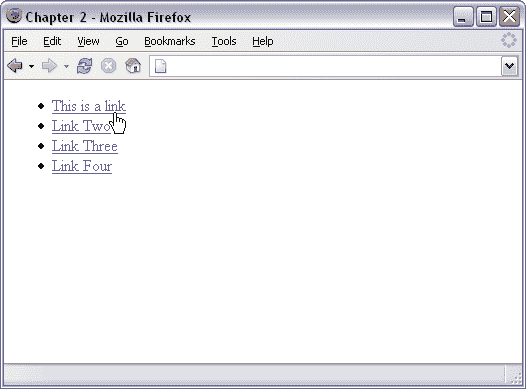 Chapter 2 - Mozilla Firefox
File Edit View Go Bookmarks Tools Help
This is a link
Link Two
Link Three
Link Four